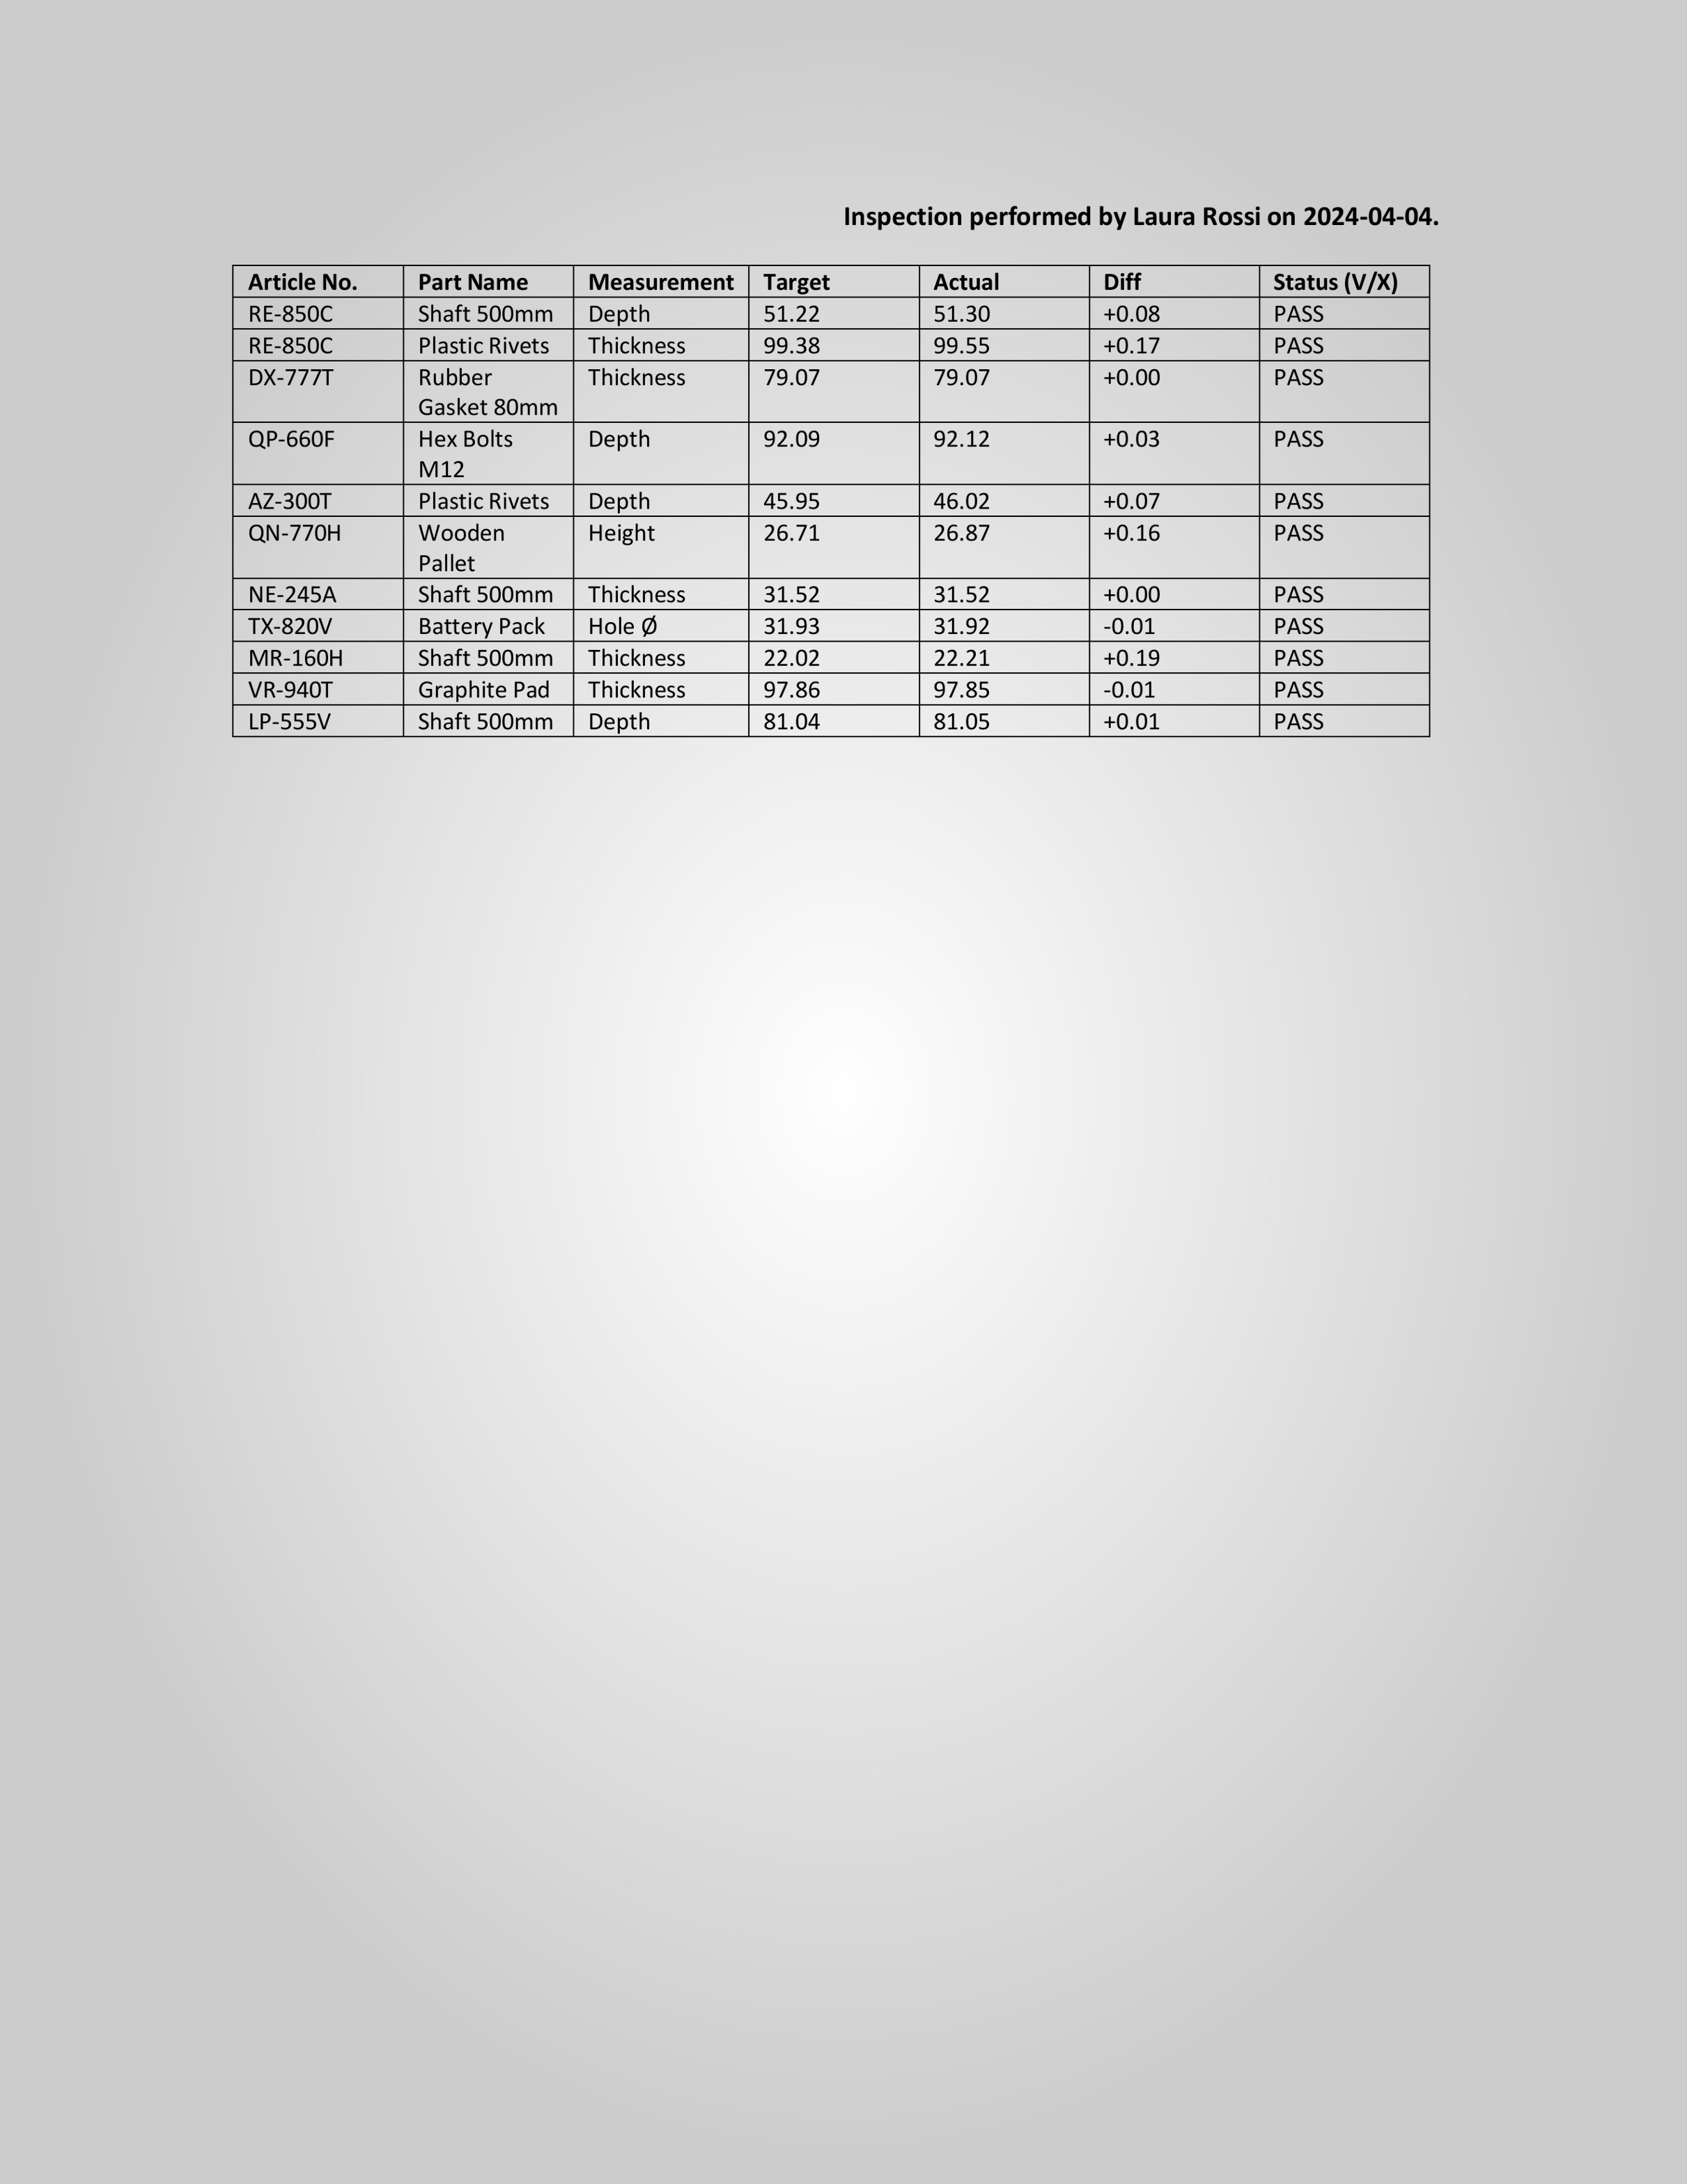 Inspection performed by Laura Rossi on 2024-04-04.
Article No. Part Name Measurement Target Actual Diff Status (V/X)
RE-850C Shaft 500mm Depth 51.22 51.30 +0.08 PASS
RE-850C Plastic Rivets Thickness 99.38 99.55 +0.17 PASS
DX-777T Rubber Thickness 79.07 79.07 +0.00 PASS
Gasket 80mm
QP-660F Hex Bolts Depth 92.09 92.12 +0.03 PASS
M12
AZ-300T Plastic Rivets Depth 45.95 46.02 +0.07 PASS
QN-770H Wooden Height 26.71 26.87 +0.16 PASS
Pallet
NE-245A Shaft 500mm Thickness 31.52 31.52 +0.00 PASS
TX-820V Battery Pack Hole Ø 31.93 31.92 -0.01 PASS
MR-160H Shaft 500mm Thickness 22.02 22.21 +0.19 PASS
VR-940T Graphite Pad Thickness 97.86 97.85 -0.01 PASS
LP-555V Shaft 500mm Depth 81.04 81.05 +0.01 PASS